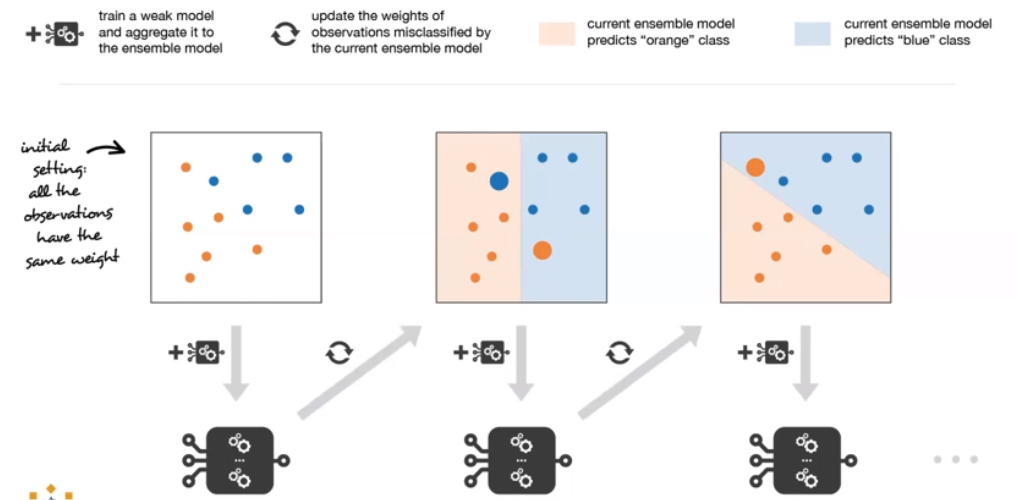 train a weak model
and aggregate it to
the ensemble model
update the weights of
observations misclassified by
the current ensemble model
current ensemble model
predicts “orange” class
current ensemble model
predicts “blue” class
initial
setting:
all the
observations
have the
same weight